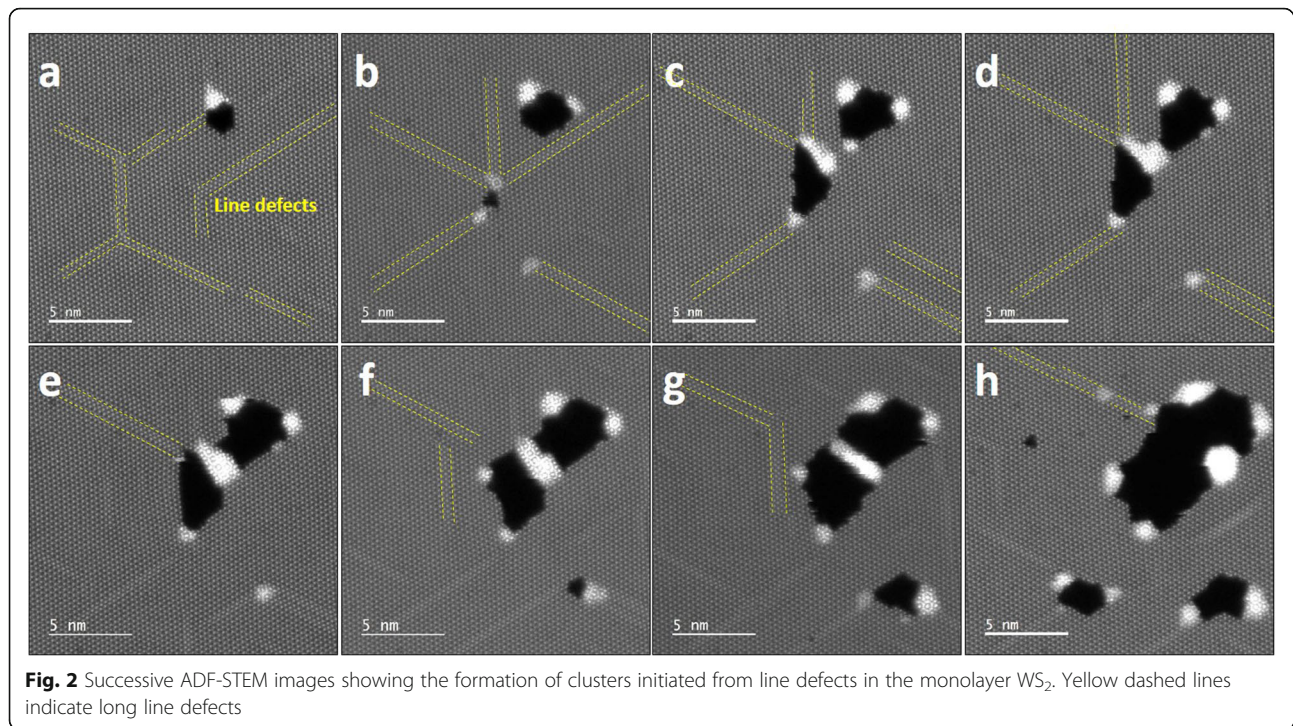 a
b
c
d
Line defects
5 nm
5 nm
5 nm
5 nm
e
f
g
h
5 nm
5 nm
5 nm
5 nm
Fig. 2 Successive ADF-STEM images showing the formation of clusters initiated from line defects in the monolayer WS₂. Yellow dashed lines
indicate long line defects